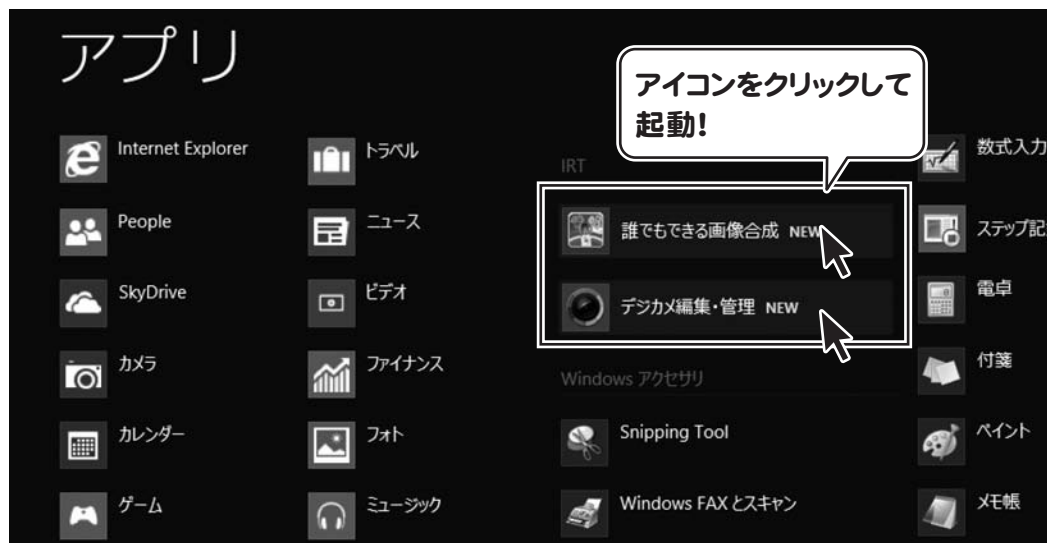 アプリ
アイコンをクリックして
起動!
Internet Explorer
People
SkyDrive
カメラ
カレンダー
ゲーム
トラベル
ニュース
ビデオ
ファイナンス
フォト
ミュージック
IRT
誰でもできる画像合成 NEW
デジカメ編集・管理 NEW
Windows アクセサリ
Snipping Tool
Windows FAX とスキャン
数式入力
ステップ記
電卓
付箋
ペイント
メモ帳